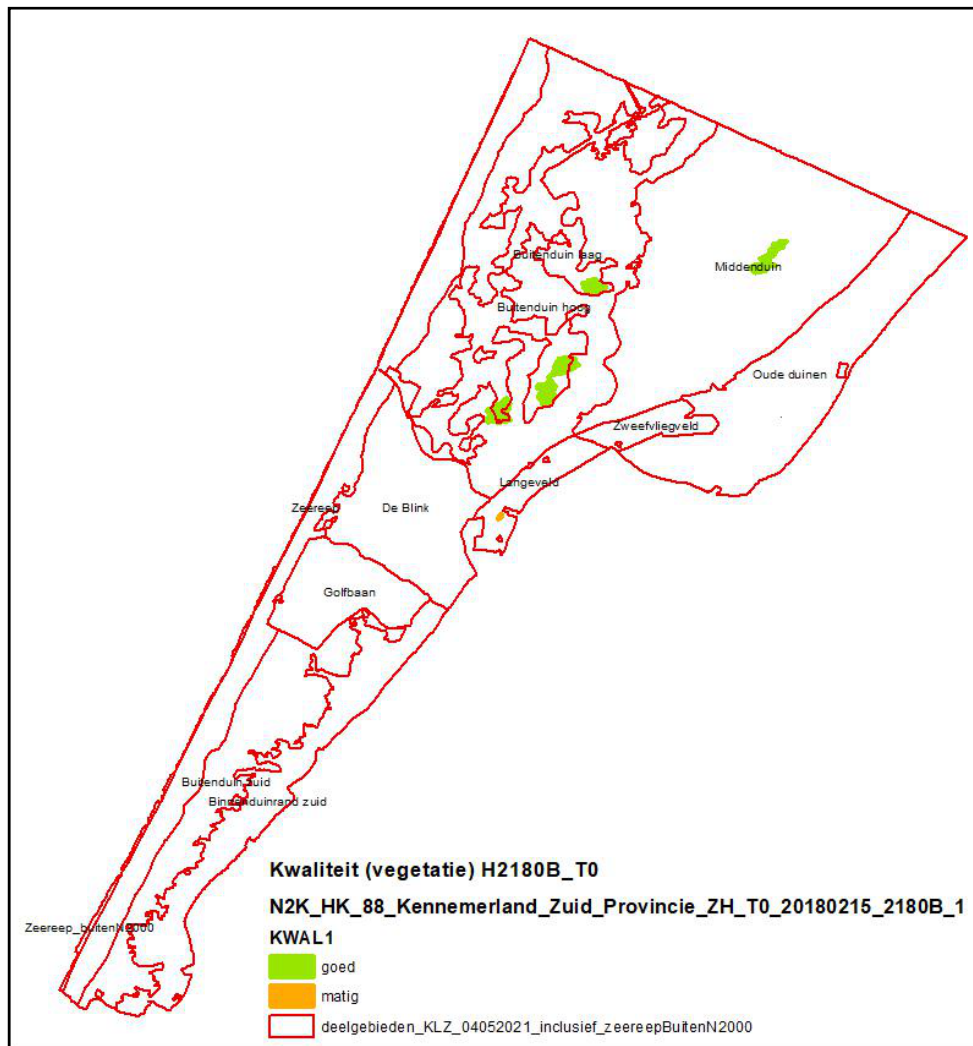 Buitenduin laag
Middenduin
Buitenduin hoog
Oude duinen
Zweefvliegveld
Langeveld
Zeereep
De Blink
Golfbaan
Buitenduin zuid
Binnenduinrand zuid
Zeereep_buitenN2000
Kwaliteit (vegetatie) H2180B_T0
N2K_HK_88_Kennemerland_Zuid_Provincie_ZH_T0_20180215_2180B_1
KWAL1
goed
matig
deelgebieden_KLZ_04052021_inclusief_zeereepBuitenN2000